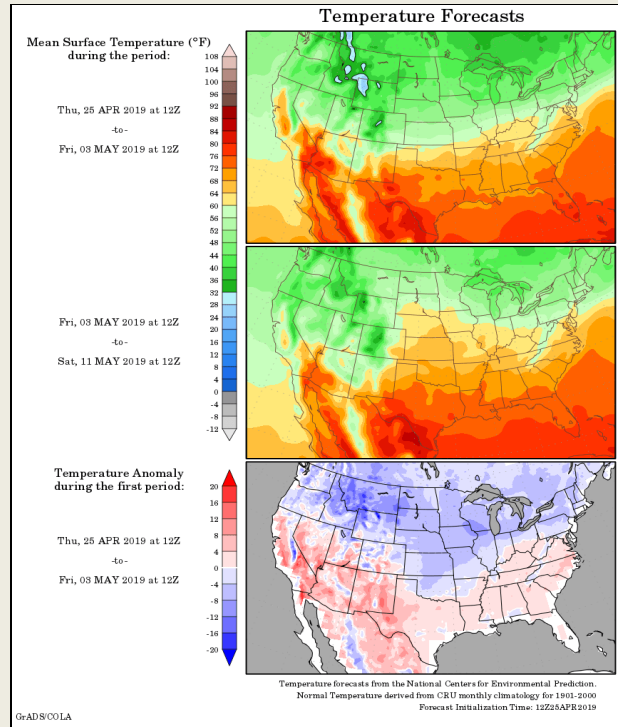 Temperature Forecasts
Mean Surface Temperature (°F)
during the period:
Thu, 25 APR 2019 at 12Z
-to-
Fri, 03 MAY 2019 at 12Z
108
104
100
96
92
88
84
80
76
72
68
64
60
56
52
48
44
40
36
32
28
24
20
16
12
8
4
0
-4
-8
-12
Fri, 03 MAY 2019 at 12Z
-to-
Sat, 11 MAY 2019 at 12Z
Temperature Anomaly
during the first period:
Thu, 25 APR 2019 at 12Z
-to-
Fri, 03 MAY 2019 at 12Z
20
16
12
8
4
0
-4
-8
-12
-16
-20
Temperature forecasts from the National Centers for Environmental Prediction.
Normal Temperature derived from CRU monthly climatology for 1901-2000
Forecast Initialization Time: 12Z25APR2019
GrADS/COLA